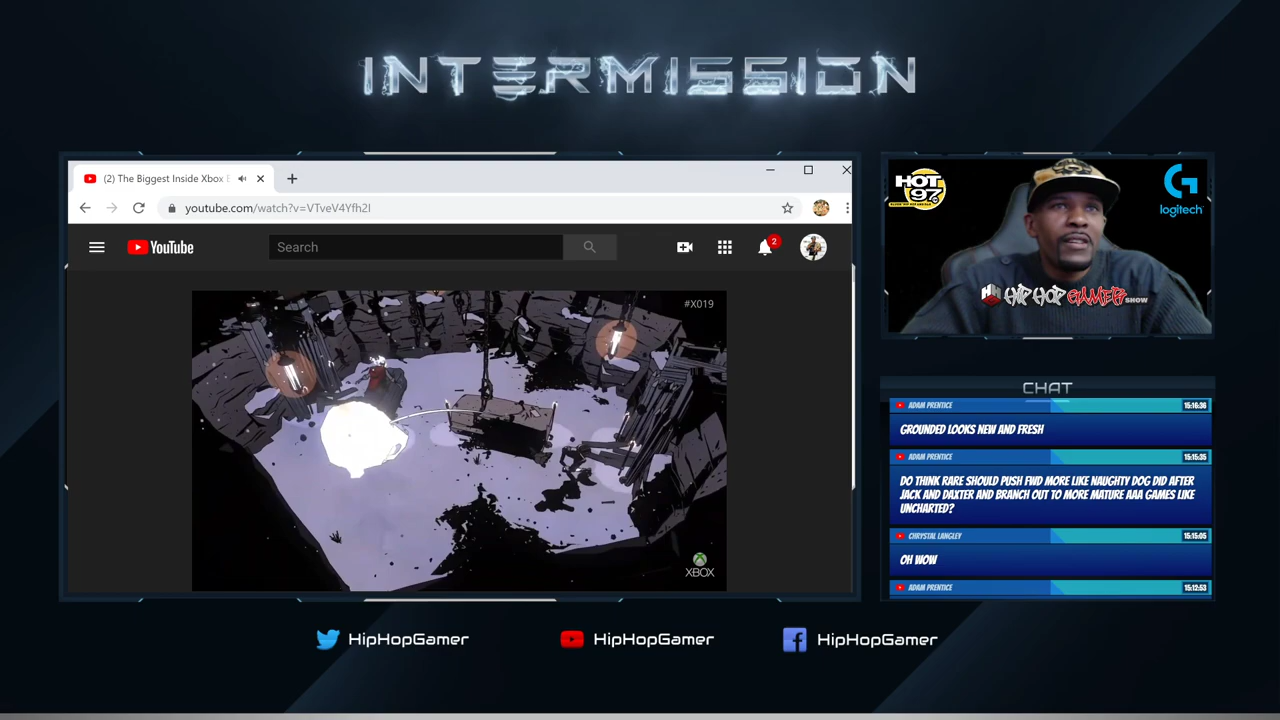 INTERMISSION
(2) The Biggest Inside Xbox E
youtube.com/watch?v=VTveV4Yfh2I
YouTube
Search
2
#X019
XBOX
HOT
97
logitech
HIP HOP GAMER SHOW
CHAT
ADAM PRENTICE 15:16:36
GROUNDED LOOKS NEW AND FRESH
ADAM PRENTICE 15:15:35
DO THINK RARE SHOULD PUSH FWD MORE LIKE NAUGHTY DOG DID AFTER
JACK AND DAXTER AND BRANCH OUT TO MORE MATURE AAA GAMES LIKE
UNCHARTED?
CHRYSTAL LANGLEY 15:15:05
OH WOW
ADAM PRENTICE 15:12:53
HipHopGamer
HipHopGamer
HipHopGamer